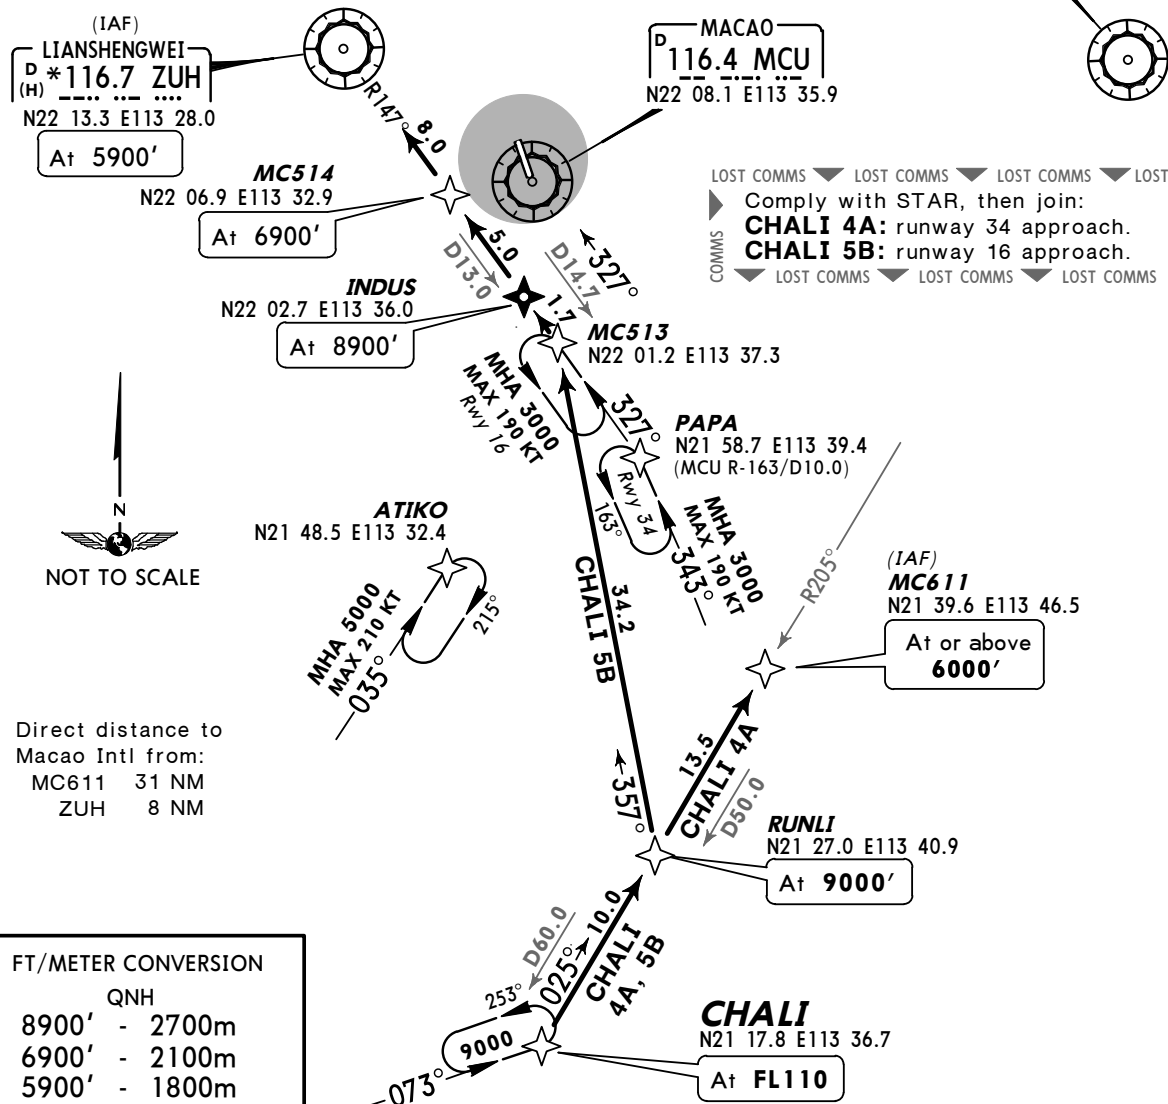 (IAF)
LIANSHENGWEI
D
(H)
*116.7 ZUH
N22 13.3 E113 28.0
At 5900'
MACAO
D
116.4 MCU
N22 08.1 E113 35.9
R147°
8.0
MC514
N22 06.9 E113 32.9
At 6900'
LOST COMMS LOST COMMS LOST COMMS LOST
COMMS
Comply with STAR, then join:
CHALI 4A: runway 34 approach.
CHALI 5B: runway 16 approach.
LOST COMMS LOST COMMS LOST COMMS
5.0
D13.0
D14.7
327°
INDUS
N22 02.7 E113 36.0
At 8900'
1.7
MC513
N22 01.2 E113 37.3
MHA 3000
MAX 190 KT
Rwy 16
327°
PAPA
N21 58.7 E113 39.4
(MCU R-163/D10.0)
Rwy 34
163°
MHA 3000
MAX 190 KT
343°
N
NOT TO SCALE
ATIKO
N21 48.5 E113 32.4
215°
MHA 5000
MAX 210 KT
035°
34.2
CHALI 5B
R205°
(IAF)
MC611
N21 39.6 E113 46.5
At or above
6000'
Direct distance to
Macao Intl from:
MC611 31 NM
ZUH 8 NM
13.5
CHALI 4A
D50.0
357°
RUNLI
N21 27.0 E113 40.9
At 9000'
D60.0
025°
10.0
CHALI
4A, 5B
253°
9000
073°
CHALI
N21 17.8 E113 36.7
At FL110
FT/METER CONVERSION
QNH
8900' - 2700m
6900' - 2100m
5900' - 1800m